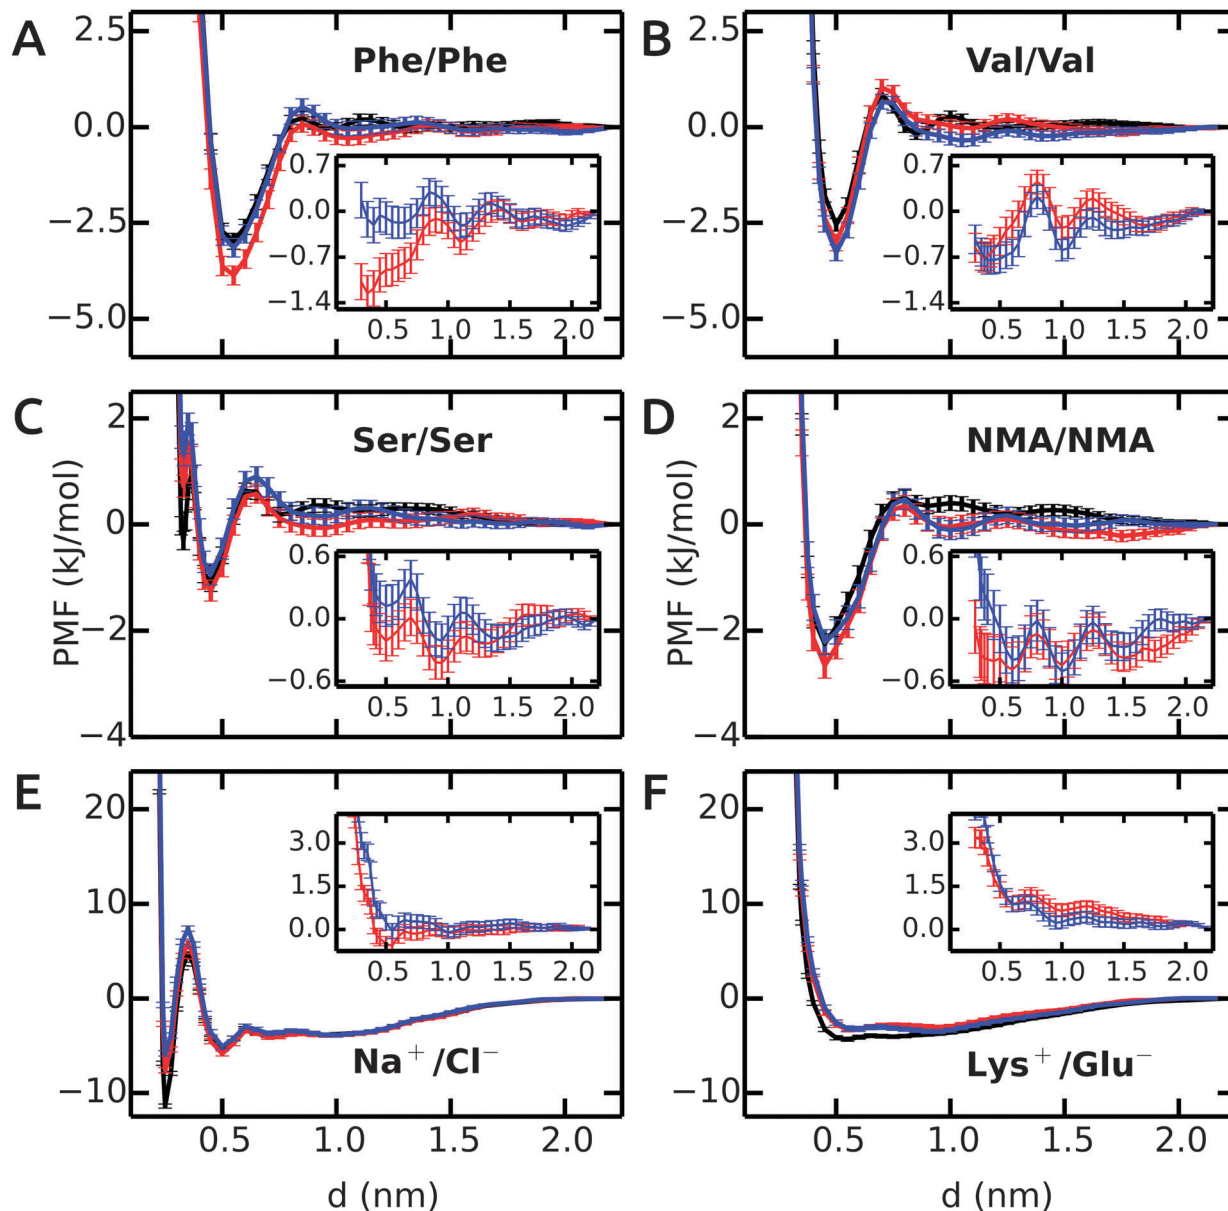 A
Phe/Phe
2.5
0.0
−2.5
−5.0
0.7
0.0
−0.7
−1.4
0.5 1.0 1.5 2.0
B
Val/Val
2.5
0.0
−2.5
−5.0
0.7
0.0
−0.7
−1.4
0.5 1.0 1.5 2.0
C
Ser/Ser
PMF (kJ/mol)
2
0
−2
−4
0.6
0.0
−0.6
0.5 1.0 1.5 2.0
D
NMA/NMA
PMF (kJ/mol)
2
0
−2
−4
0.6
0.0
−0.6
0.5 1.0 1.5 2.0
E
20
10
0
−10
3.0
1.5
0.0
0.5 1.0 1.5 2.0
Na⁺/Cl⁻
0.5 1.0 1.5 2.0
d (nm)
F
20
10
0
−10
3.0
1.5
0.0
0.5 1.0 1.5 2.0
Lys⁺/Glu⁻
0.5 1.0 1.5 2.0
d (nm)